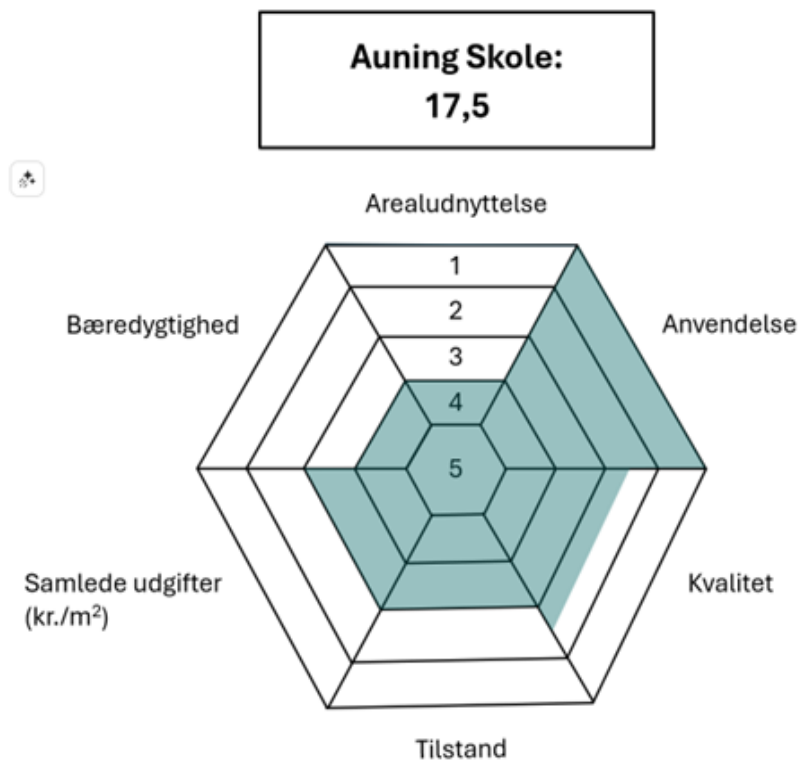 Auning Skole:
17,5
Arealudnyttelse
1
Bæredygtighed
2
Anvendelse
3
4
5
Samlede udgifter
(kr./m²)
Kvalitet
Tilstand